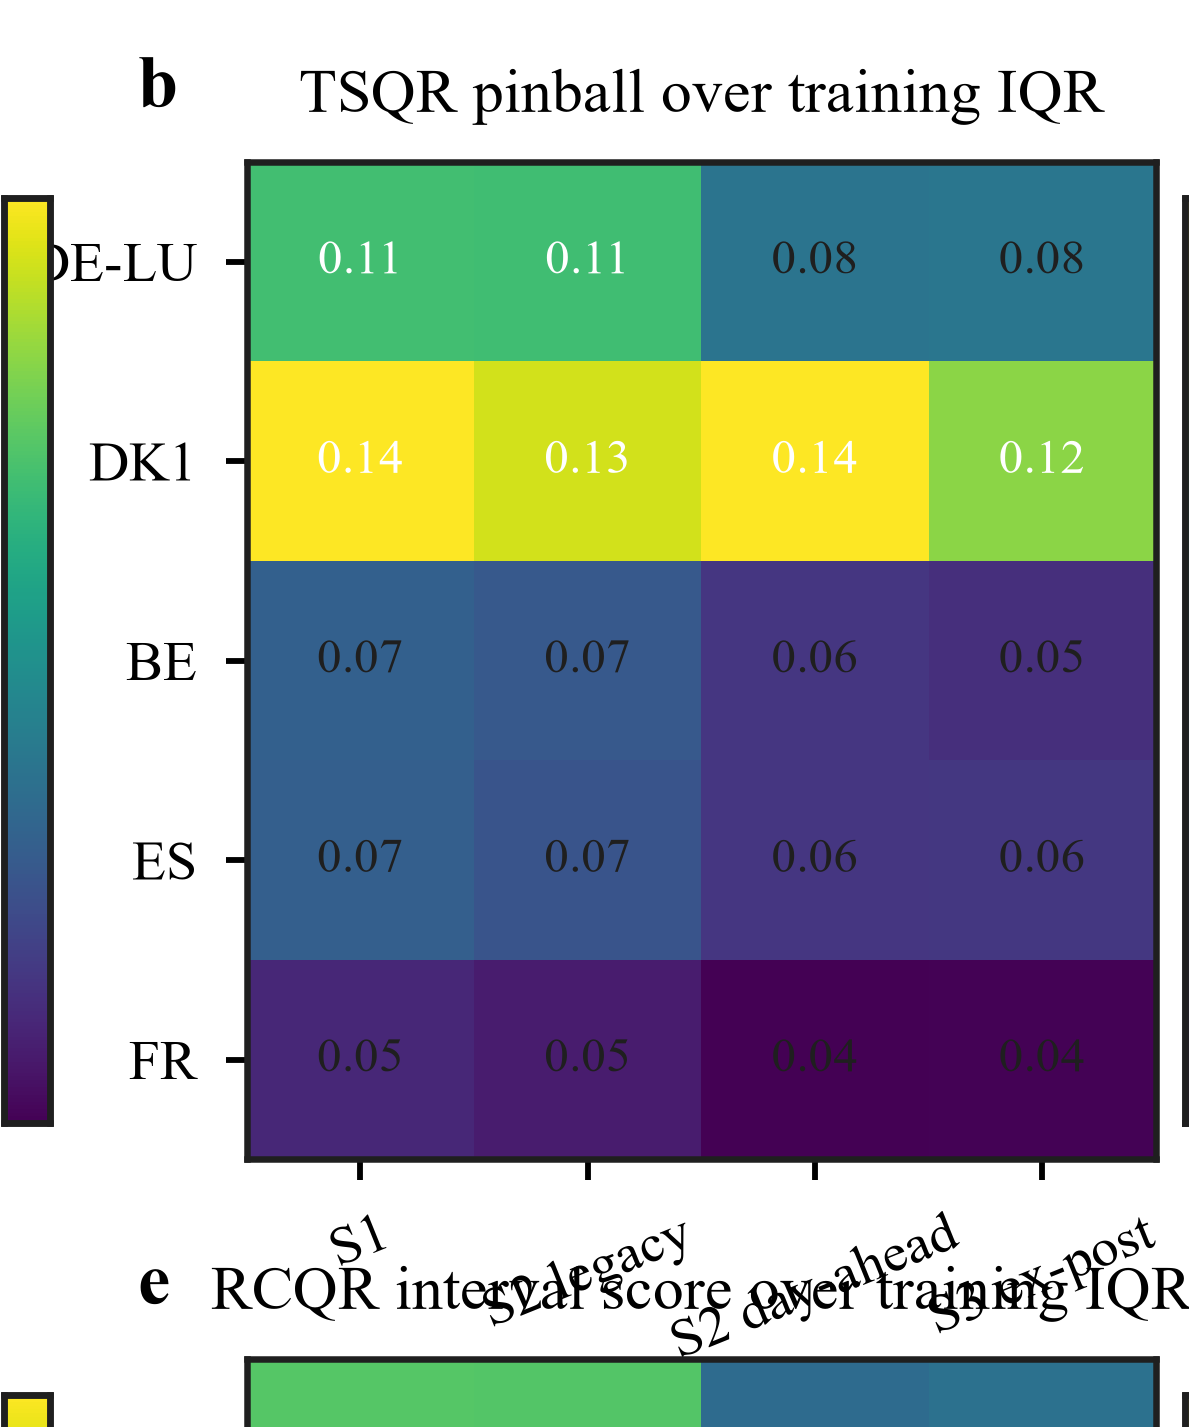 b TSQR pinball over training IQR
DE-LU 0.11 0.11 0.08 0.08
DK1 0.14 0.13 0.14 0.12
BE 0.07 0.07 0.06 0.05
ES 0.07 0.07 0.06 0.06
FR 0.05 0.05 0.04 0.04
S1 S2 legacy S2 day-ahead S3 ex-post
e RCQR interval score over training IQR